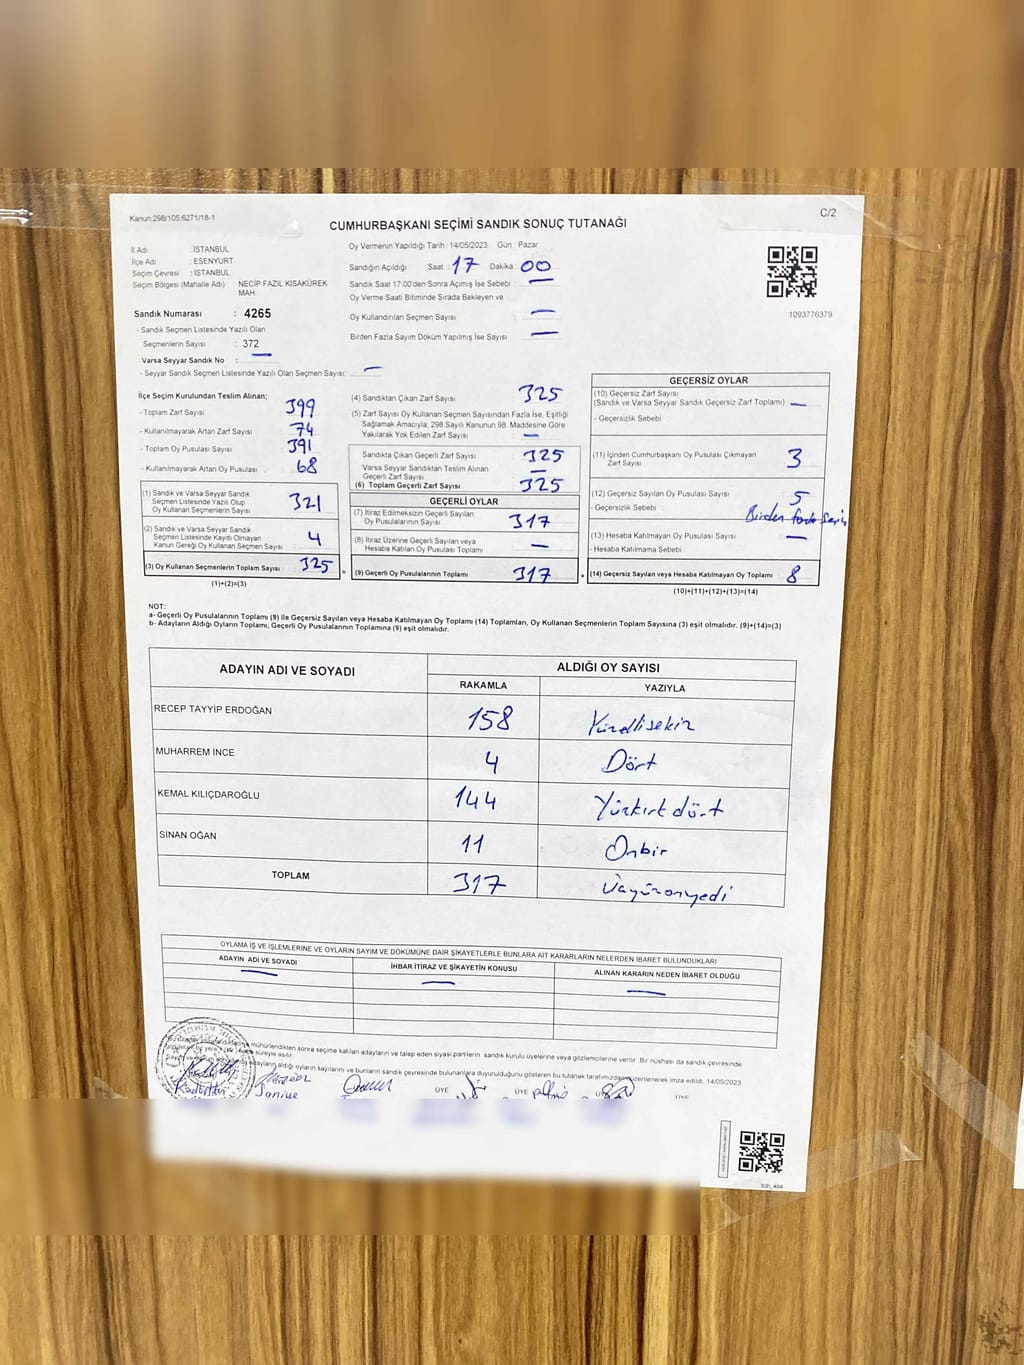 Kanun:298/105;6271/18-1
C/2
CUMHURBAŞKANI SEÇİMİ SANDIK SONUÇ TUTANAĞI
İl Adı : İSTANBUL
İlçe Adı : ESENYURT
Seçim Çevresi : İSTANBUL
Seçim Bölgesi (Mahalle Adı) : NECİP FAZIL KISAKÜREK
MAH.
Sandık Numarası : 4265
- Sandık Seçmen Listesinde Yazılı Olan
Seçmenlerin Sayısı : 372
Varsa Seyyar Sandık No : —
- Seyyar Sandık Seçmen Listesinde Yazılı Olan Seçmen Sayısı: —
Oy Vermenin Yapıldığı Tarih : 14/05/2023 Gün : Pazar
Sandığın Açıldığı Saat : 17 Dakika : 00
Sandık Saat 17:00'den Sonra Açılmış İse Sebebi : —
Oy Verme Saati Bitiminde Sırada Bekleyen ve
Oy Kullandırılan Seçmen Sayısı : —
Birden Fazla Sayım Döküm Yapılmış İse Sayısı : —
1093776379
İlçe Seçim Kurulundan Teslim Alınan;
- Toplam Zarf Sayısı : 399
- Kullanılmayarak Artan Zarf Sayısı : 74
- Toplam Oy Pusulası Sayısı : 391
- Kullanılmayarak Artan Oy Pusulası : 68
(1) Sandık ve Varsa Seyyar Sandık
Seçmen Listesinde Yazılı Olup
Oy Kullanan Seçmenlerin Sayısı : 321
(2) Sandık ve Varsa Seyyar Sandık
Seçmen Listesinde Kayıtlı Olmayan
Kanun Gereği Oy Kullanan Seçmen Sayısı : 4
(3) Oy Kullanan Seçmenlerin Toplam Sayısı : 325
(1)+(2)=(3)
(4) Sandıktan Çıkan Zarf Sayısı : 325
(5) Zarf Sayısı Oy Kullanan Seçmen Sayısından Fazla İse, Eşitliği
Sağlamak Amacıyla; 298 Sayılı Kanunun 98. Maddesine Göre
Yakılarak Yok Edilen Zarf Sayısı : —
Sandıkta Çıkan Geçerli Zarf Sayısı : 325
Varsa Seyyar Sandıktan Teslim Alınan
Geçerli Zarf Sayısı : —
(6) Toplam Geçerli Zarf Sayısı : 325
GEÇERLİ OYLAR
(7) İtiraz Edilmeksizin Geçerli Sayılan
Oy Pusulalarının Sayısı : 317
(8) İtiraz Üzerine Geçerli Sayılan veya
Hesaba Katılan Oy Pusulası Toplamı : —
(9) Geçerli Oy Pusulalarının Toplamı : 317
GEÇERSİZ OYLAR
(10) Geçersiz Zarf Sayısı
(Sandık ve Varsa Seyyar Sandık Geçersiz Zarf Toplamı) : —
- Geçersizlik Sebebi :
(11) İçinden Cumhurbaşkanı Oy Pusulası Çıkmayan
Zarf Sayısı : 3
(12) Geçersiz Sayılan Oy Pusulası Sayısı : 5
- Geçersizlik Sebebi : Birden fazla
(13) Hesaba Katılmayan Oy Pusulası Sayısı : —
- Hesaba Katılmama Sebebi :
(14) Geçersiz Sayılan veya Hesaba Katılmayan Oy Toplamı : 8
(10)+(11)+(12)+(13)=(14)
NOT:
a- Geçerli Oy Pusulalarının Toplamı (9) ile Geçersiz Sayılan veya Hesaba Katılmayan Oy Toplamı (14) Toplamları, Oy Kullanan Seçmenlerin Toplam Sayısına (3) eşit olmalıdır. (9)+(14)=(3)
b- Adayların Aldığı Oyların Toplamı, Geçerli Oy Pusulalarının Toplamına (9) eşit olmalıdır.
ADAYIN ADI VE SOYADI ALDIĞI OY SAYISI
RAKAMLA YAZIYLA
RECEP TAYYİP ERDOĞAN 158 Yüzellisekiz
MUHARREM İNCE 4 Dört
KEMAL KILIÇDAROĞLU 144 Yüzkırkdört
SİNAN OĞAN 11 Onbir
TOPLAM 317 Üçyüzonyedi
OYLAMA İŞ VE İŞLEMLERİNE VE OYLARIN SAYIM VE DÖKÜMÜNE DAİR ŞİKAYETLERLE BUNLARA AİT KARARLARIN NELERDEN İBARET BULUNDUKLARI
ADAYIN ADI VE SOYADI İHBAR İTİRAZ VE ŞİKAYETİN KONUSU ALINAN KARARIN NEDEN İBARET OLDUĞU
— — —
mühürlendikten sonra seçime katılan adayların ve talep eden siyasi partilerin sandık kurulu üyelerine veya gözlemcilerine verilir. Bir nüshası da sandık çevresinde
süreyle asılır.
adayların aldığı oyların sayılarını ve bunların sandık çevresinde bulunanlara duyurulduğunu gösteren bu tutanak tarafımızdan düzenlenerek imza edildi. 14/05/2023
Saniye ÜYE ÜYE ÜYE ÜYE